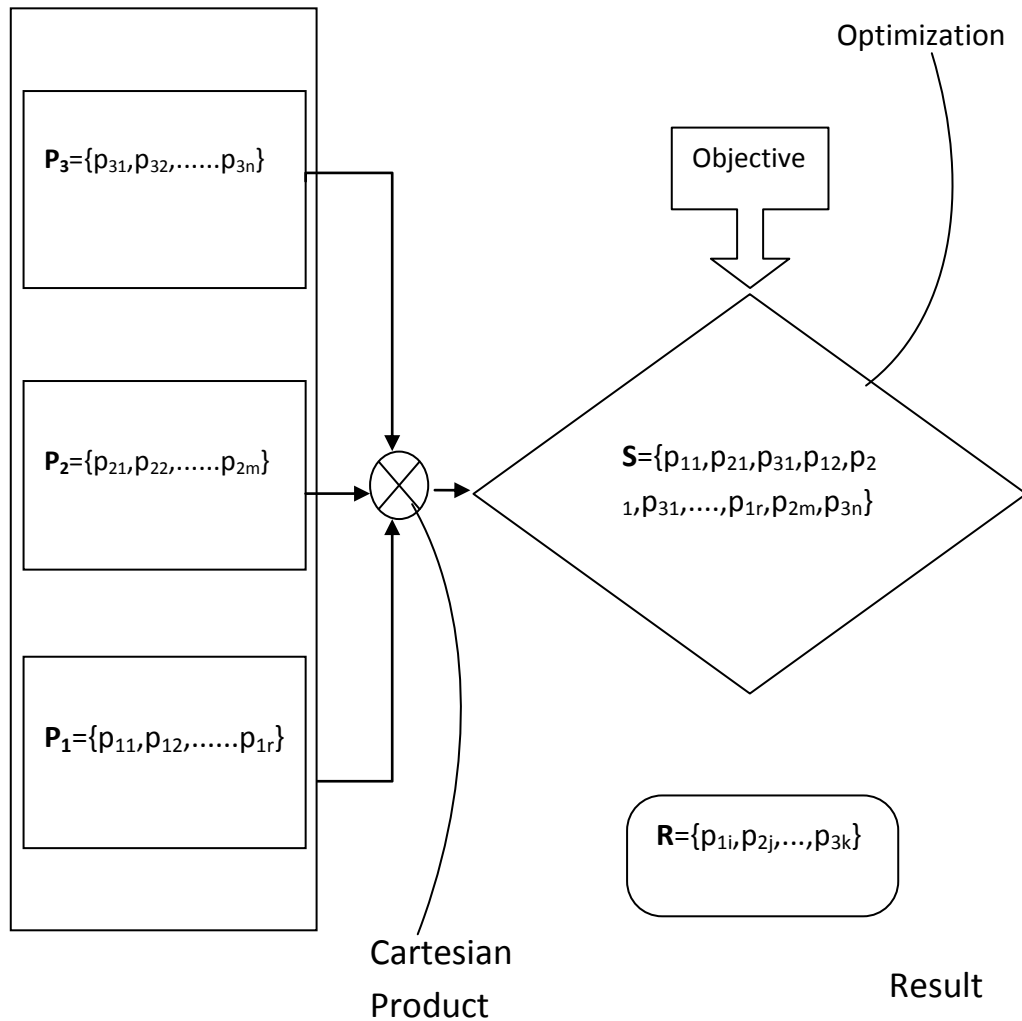 Optimization
Objective
P₃={p₃₁,p₃₂,......p₃ₙ}
P₂={p₂₁,p₂₂,......p₂ₘ}
S={p₁₁,p₂₁,p₃₁,p₁₂,p₂
₁,p₃₁,....,p₁ᵣ,p₂ₘ,p₃ₙ}
P₁={p₁₁,p₁₂,......p₁ᵣ}
R={p₁ᵢ,p₂ⱼ,...,p₃ₖ}
Cartesian
Product
Result